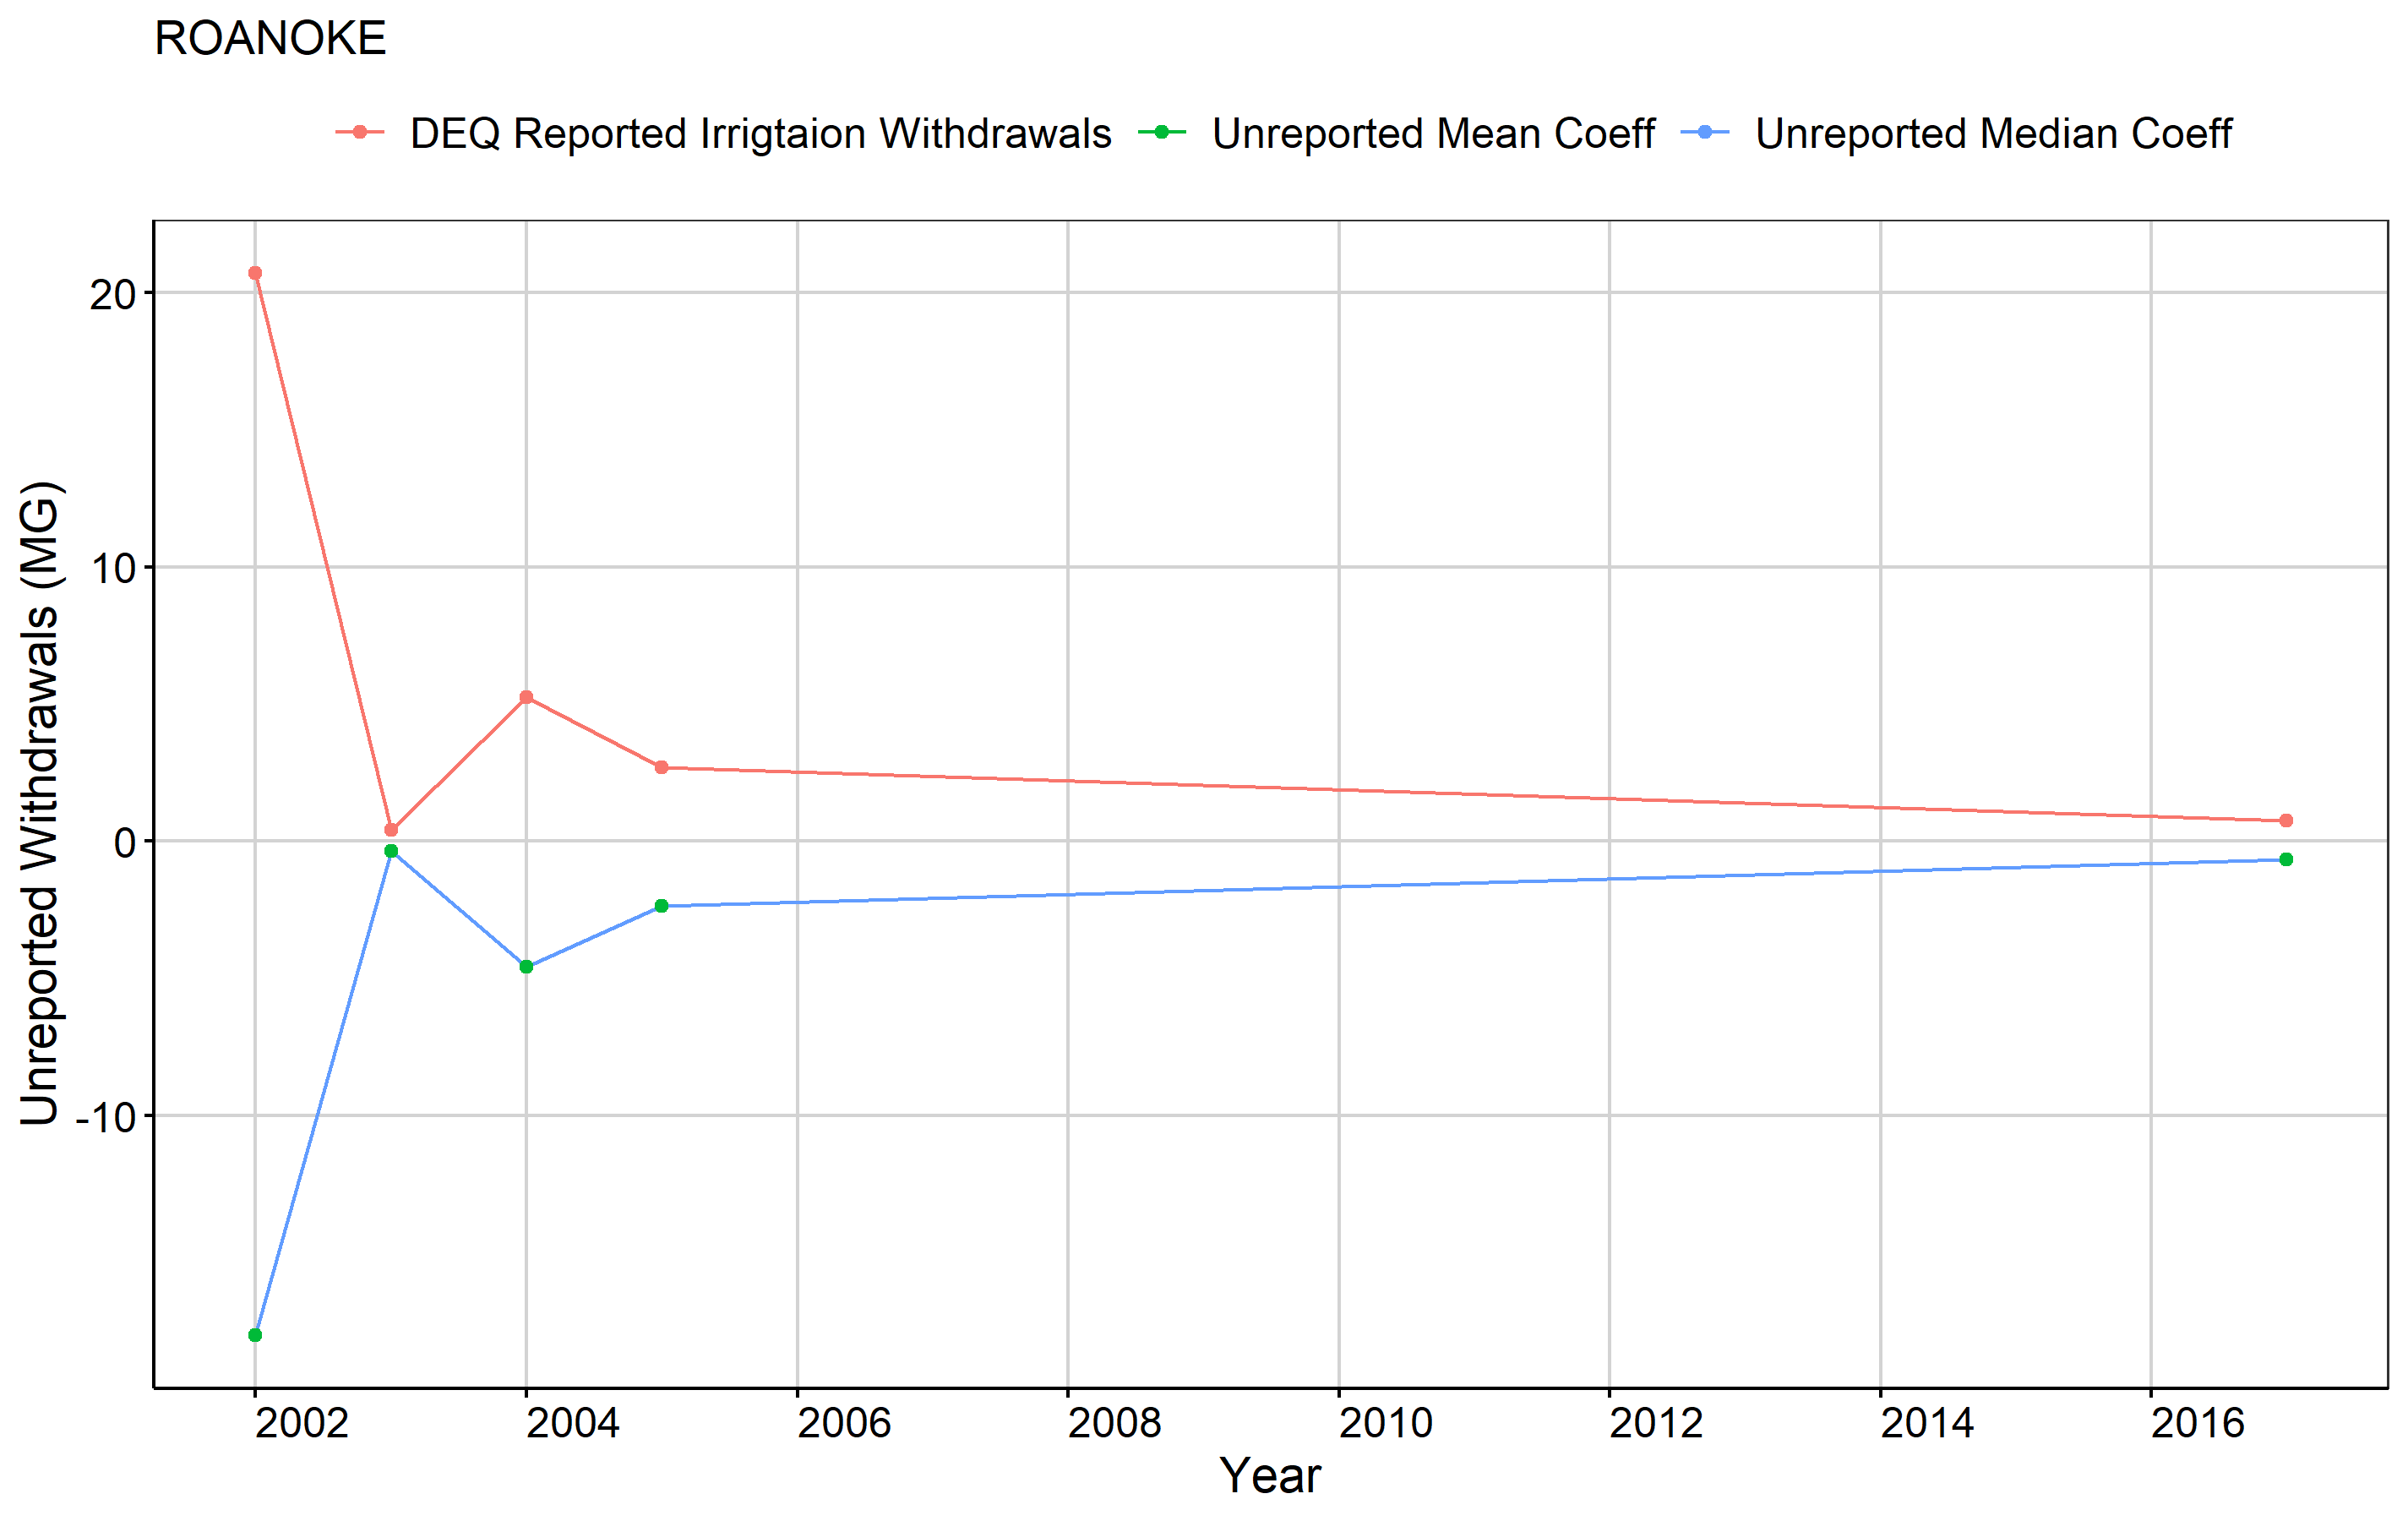 ROANOKE
DEQ Reported Irrigtaion Withdrawals Unreported Mean Coeff Unreported Median Coeff
Unreported Withdrawals (MG)
20
10
0
-10
2002 2004 2006 2008 2010 2012 2014 2016
Year